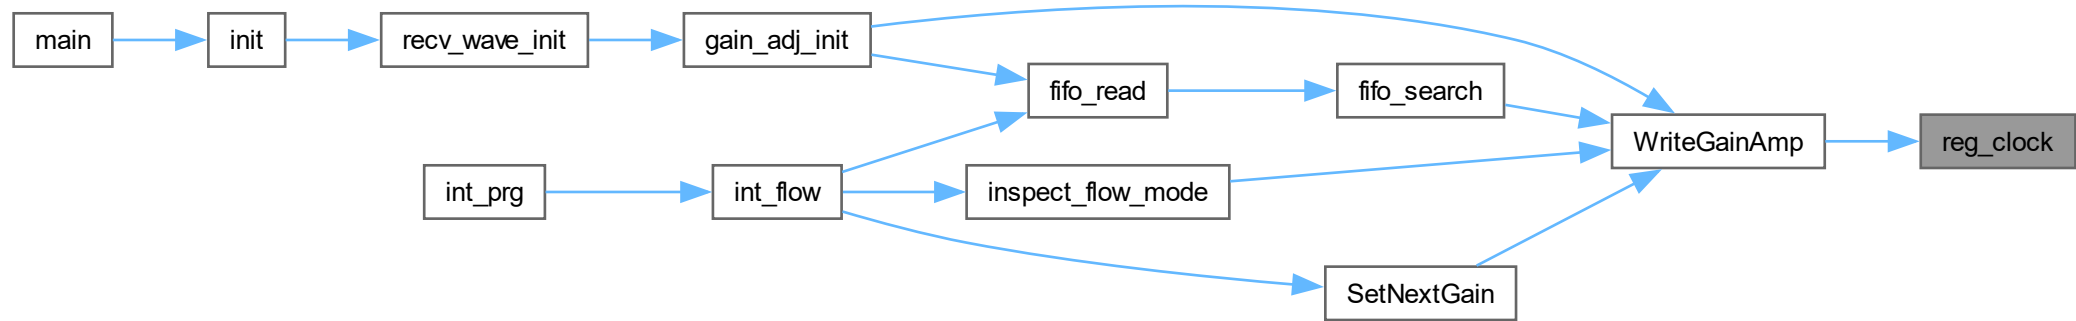 main
init
recv_wave_init
gain_adj_init
fifo_read
fifo_search
WriteGainAmp
reg_clock
int_prg
int_flow
inspect_flow_mode
SetNextGain